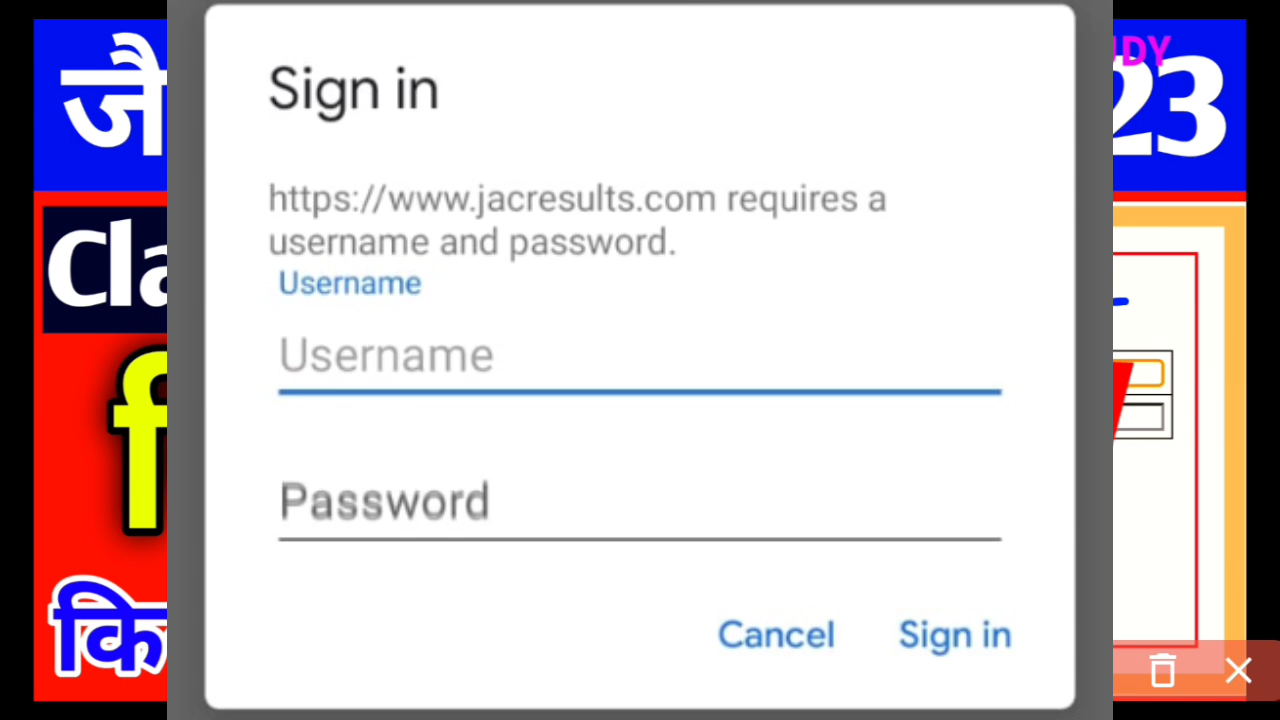 जै
UDY
23
Sign in
https://www.jacresults.com requires a
username and password.
Username
Username
Password
Cancel
Sign in
Cla
कि